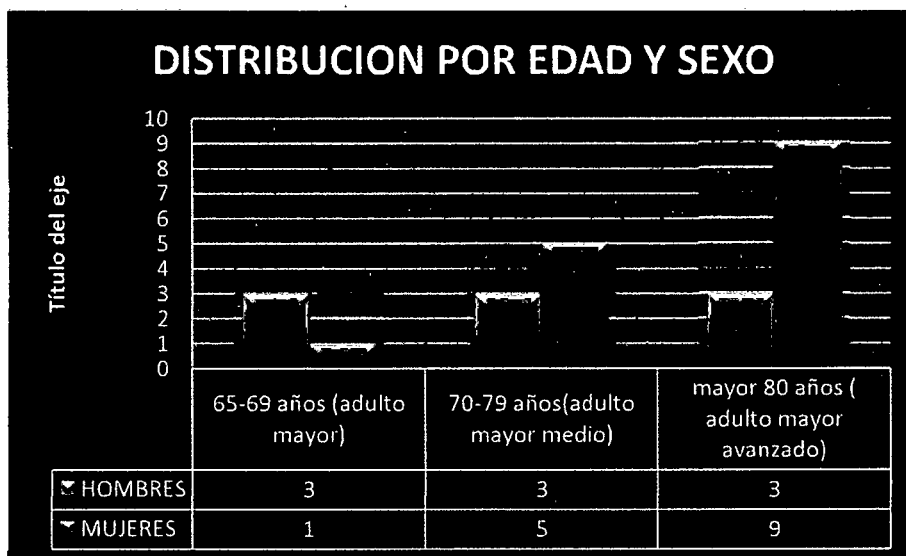 DISTRIBUCION POR EDAD Y SEXO
Título del eje
10
9
8
7
6
5
4
3
2
1
0
65-69 años (adulto
mayor)
70-79 años(adulto
mayor medio)
mayor 80 años (
adulto mayor
avanzado)
HOMBRES 3 3 3
MUJERES 1 5 9